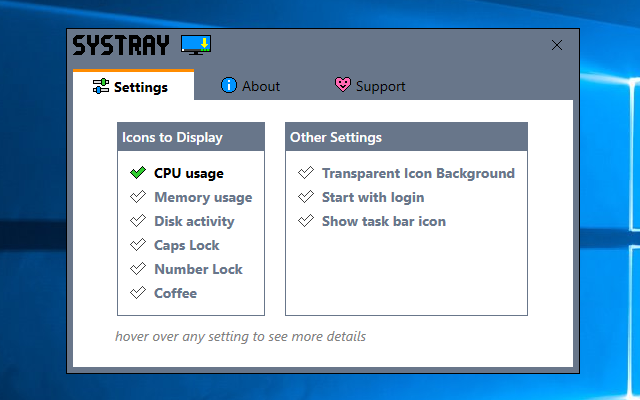 SYSTRAY
Settings
About
Support
Icons to Display
CPU usage
Memory usage
Disk activity
Caps Lock
Number Lock
Coffee
Other Settings
Transparent Icon Background
Start with login
Show task bar icon
hover over any setting to see more details